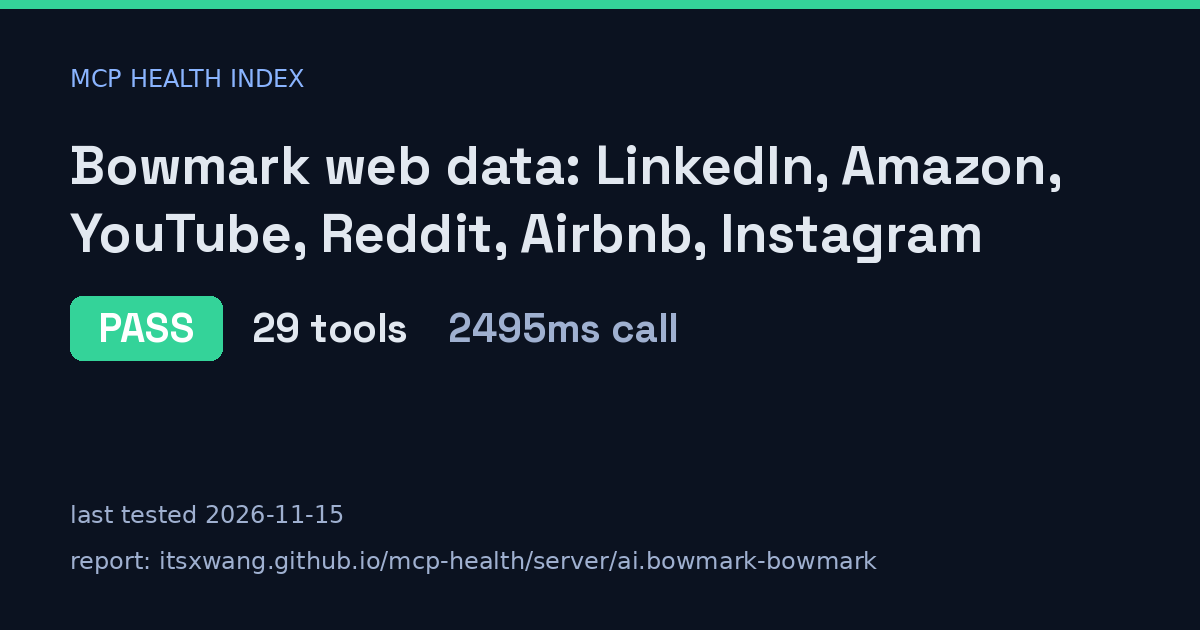 MCP HEALTH INDEX
Bowmark web data: LinkedIn, Amazon,
YouTube, Reddit, Airbnb, Instagram
PASS 29 tools 2495ms call
last tested 2026-11-15
report: itsxwang.github.io/mcp-health/server/ai.bowmark-bowmark